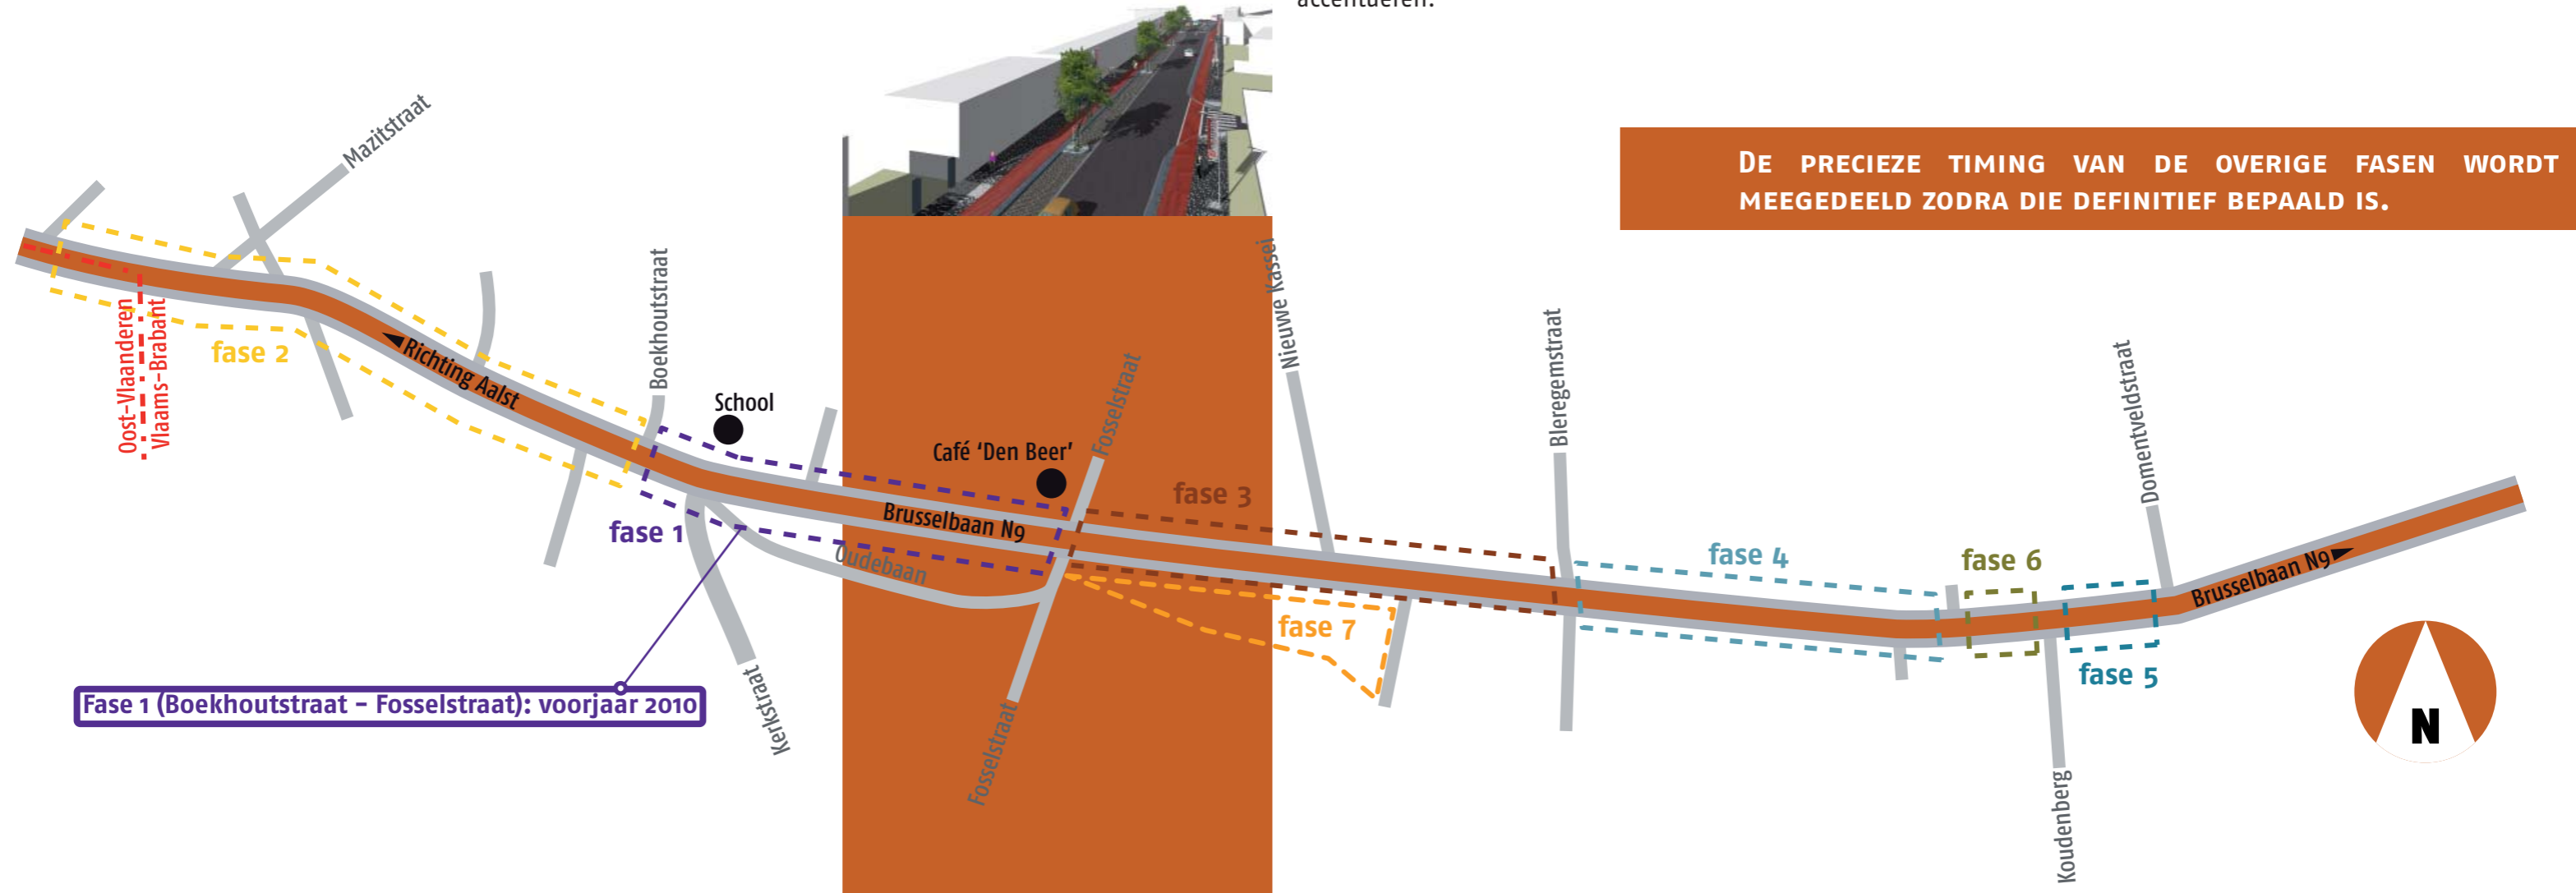 accentueren.
De precieze timing van de overige fasen wordt
meegedeeld zodra die definitief bepaald is.
Mazitstraat
Oost-Vlaanderen
Vlaams-Brabant
fase 2
Richting Aalst
Boekhoutstraat
School
Café ‘Den Beer’
Fosselstraat
Nieuwe Kassei
Bleregemstraat
Domentveldstraat
fase 1
Brusselbaan N9
Oudebaan
fase 3
fase 4
fase 6
Brusselbaan N9
fase 7
fase 5
Fase 1 (Boekhoutstraat – Fosselstraat): voorjaar 2010
Kerkstraat
Fosselstraat
Koudenberg
N